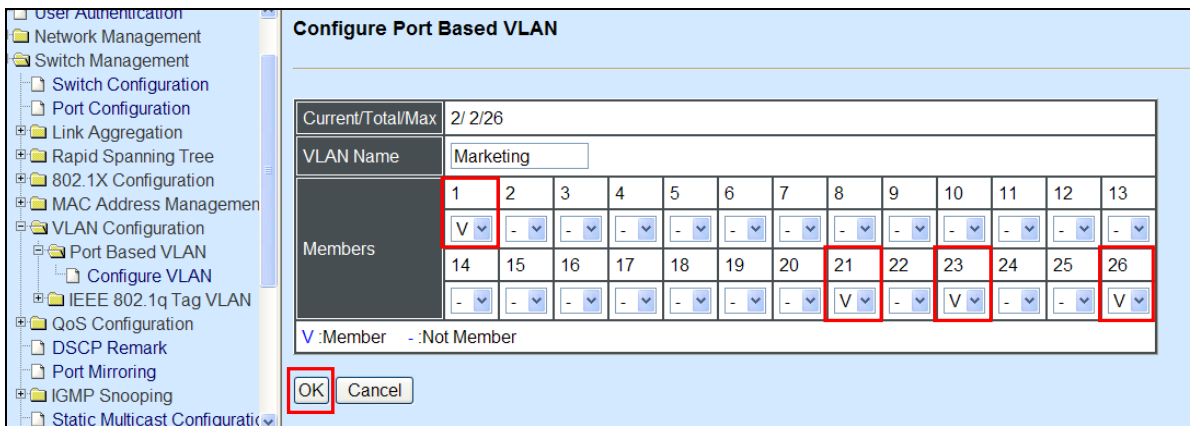 User Authentication
Network Management
Switch Management
Switch Configuration
Port Configuration
Link Aggregation
Rapid Spanning Tree
802.1X Configuration
MAC Address Managemen
VLAN Configuration
Port Based VLAN
Configure VLAN
IEEE 802.1q Tag VLAN
QoS Configuration
DSCP Remark
Port Mirroring
IGMP Snooping
Static Multicast Configuratic
Configure Port Based VLAN
Current/Total/Max 2/ 2/26
VLAN Name Marketing
Members
1 2 3 4 5 6 7 8 9 10 11 12 13
V - - - - - - - - - - - -
14 15 16 17 18 19 20 21 22 23 24 25 26
- - - - - - - V - V - - V
V :Member - :Not Member
OK Cancel